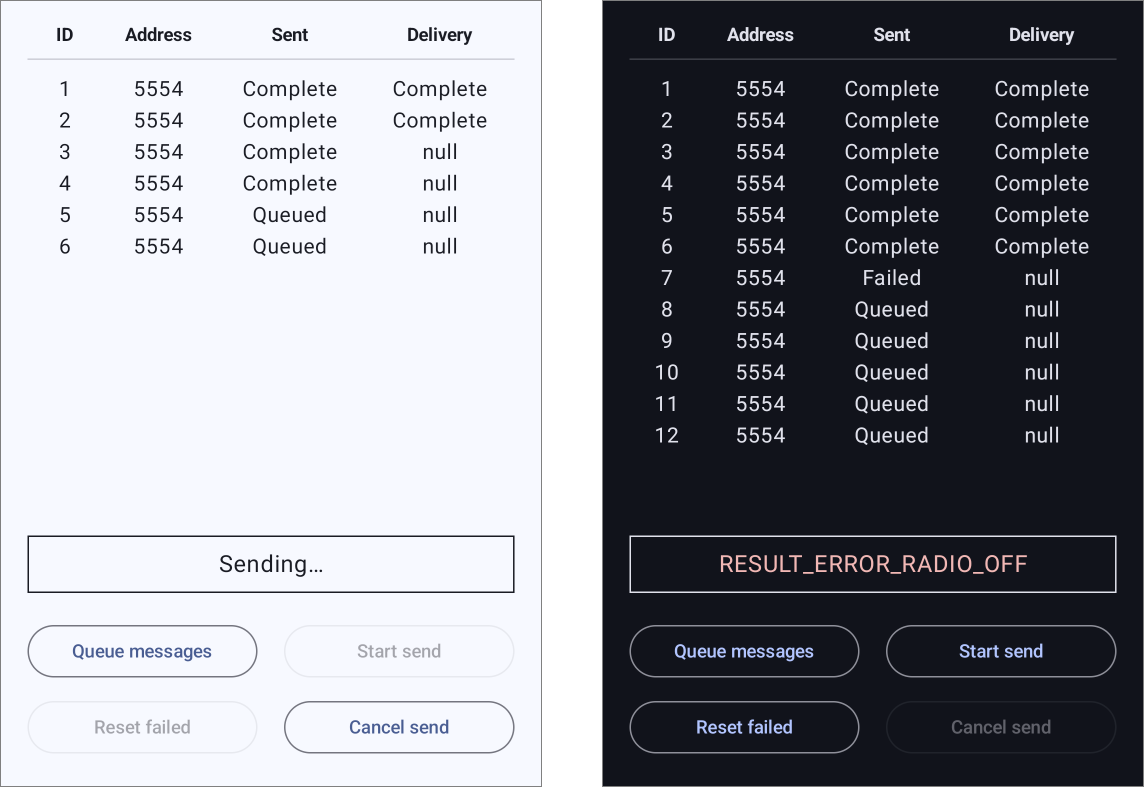 ID Address Sent Delivery
1 5554 Complete Complete
2 5554 Complete Complete
3 5554 Complete null
4 5554 Complete null
5 5554 Queued null
6 5554 Queued null
Sending…
Queue messages Start send
Reset failed Cancel send
ID Address Sent Delivery
1 5554 Complete Complete
2 5554 Complete Complete
3 5554 Complete Complete
4 5554 Complete Complete
5 5554 Complete Complete
6 5554 Complete Complete
7 5554 Failed null
8 5554 Queued null
9 5554 Queued null
10 5554 Queued null
11 5554 Queued null
12 5554 Queued null
RESULT_ERROR_RADIO_OFF
Queue messages Start send
Reset failed Cancel send